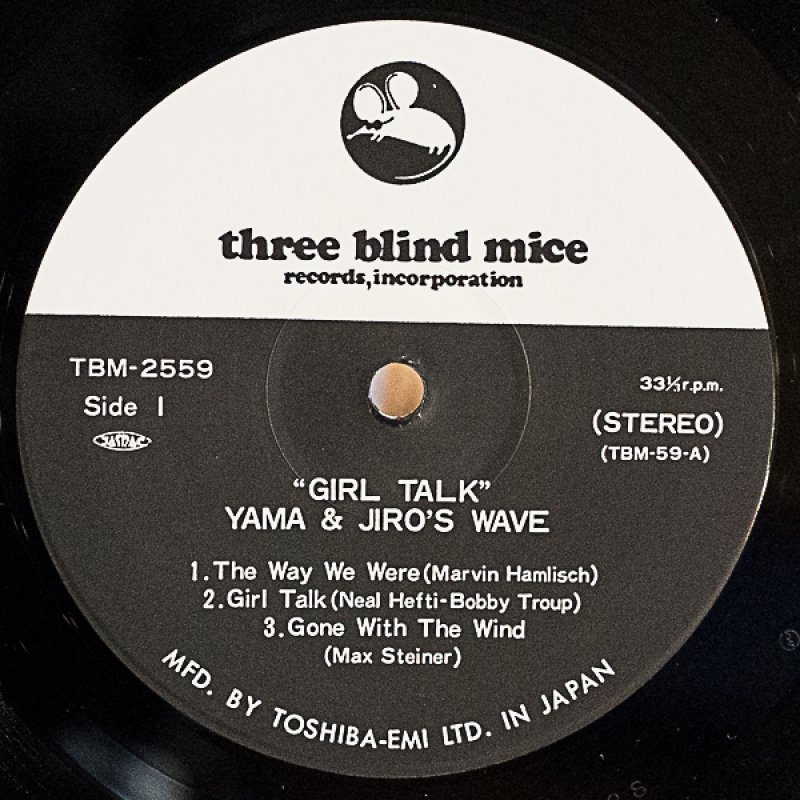 three blind mice
records,incorporation
TBM-2559
Side 1
JASRAC
33⅓r.p.m.
(STEREO)
(TBM-59-A)
"GIRL TALK"
YAMA & JIRO'S WAVE
1.The Way We Were(Marvin Hamlisch)
2.Girl Talk(Neal Hefti-Bobby Troup)
3.Gone With The Wind
(Max Steiner)
MFD. BY TOSHIBA-EMI LTD. IN JAPAN